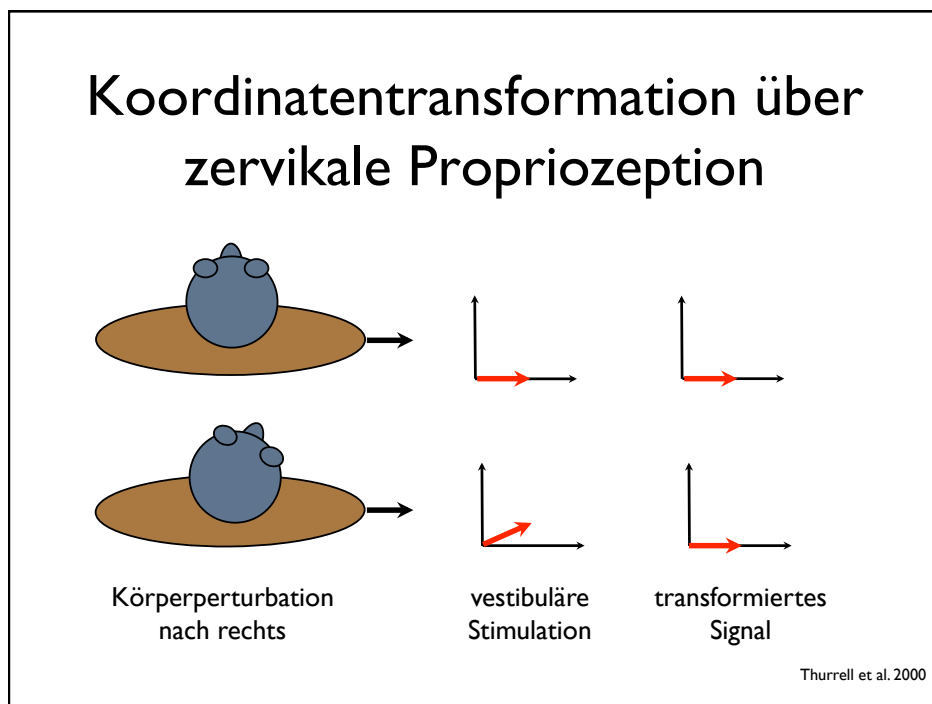 Koordinatentransformation über
zervikale Propriozeption
Körperperturbation
nach rechts
vestibuläre
Stimulation
transformiertes
Signal
Thurrell et al. 2000